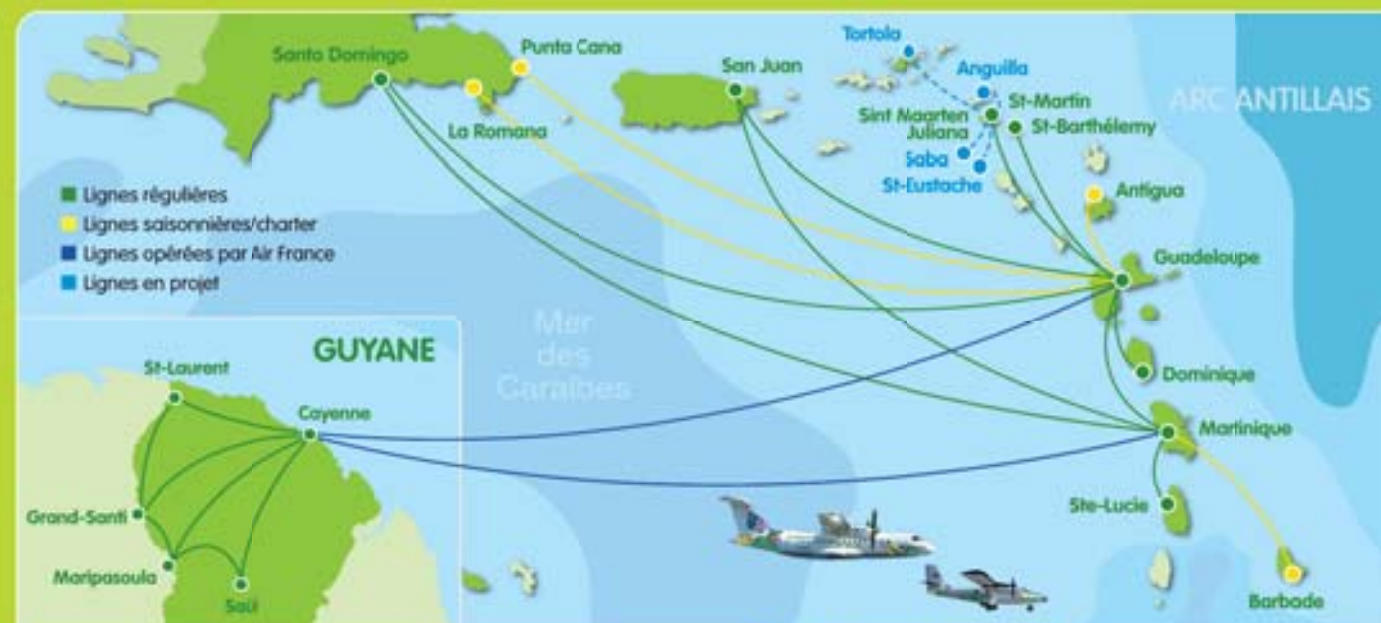 Santo Domingo
Punta Cana
La Romana
San Juan
Tortola
Anguilla
St-Martin
Sint Maarten
Juliana
St-Barthélemy
Saba
St-Eustache
ARC ANTILLAIS
Antigua
Guadeloupe
Lignes régulières
Lignes saisonnières/charter
Lignes opérées par Air France
Lignes en projet
Mer
des
Caraïbes
Dominique
Martinique
Ste-Lucie
Barbade
GUYANE
St-Laurent
Cayenne
Grand-Santi
Maripasoula
Saül